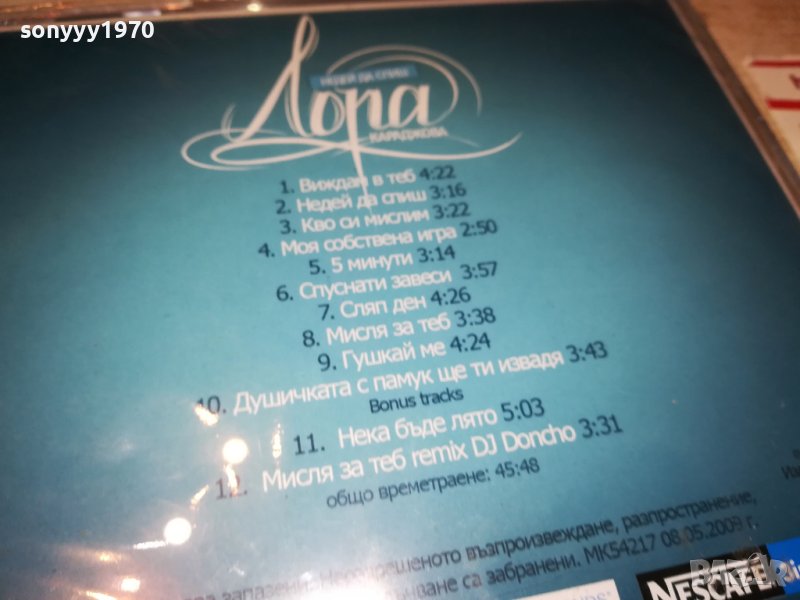 sonyyy1970
НЕДЕЙ ДА СПИШ
Лора
КАРАДЖОВА
1. Виждам в теб 4:22
2. Недей да спиш 3:16
3. Кво си мислим 3:22
4. Моя собствена игра 2:50
5. 5 минути 3:14
6. Спуснати завеси 3:57
7. Сляп ден 4:26
8. Мисля за теб 3:38
9. Гушкай ме 4:24
10. Душичката с памук ще ти извадя 3:43
Bonus tracks
11. Нека бъде лято 5:03
12. Мисля за теб remix DJ Doncho 3:31
общо времетраене: 45:48
запазени. Неразрешеното възпроизвеждане, разпространение,
са забранени. МК54217 08.05.2009 г.
NESCAFÉ